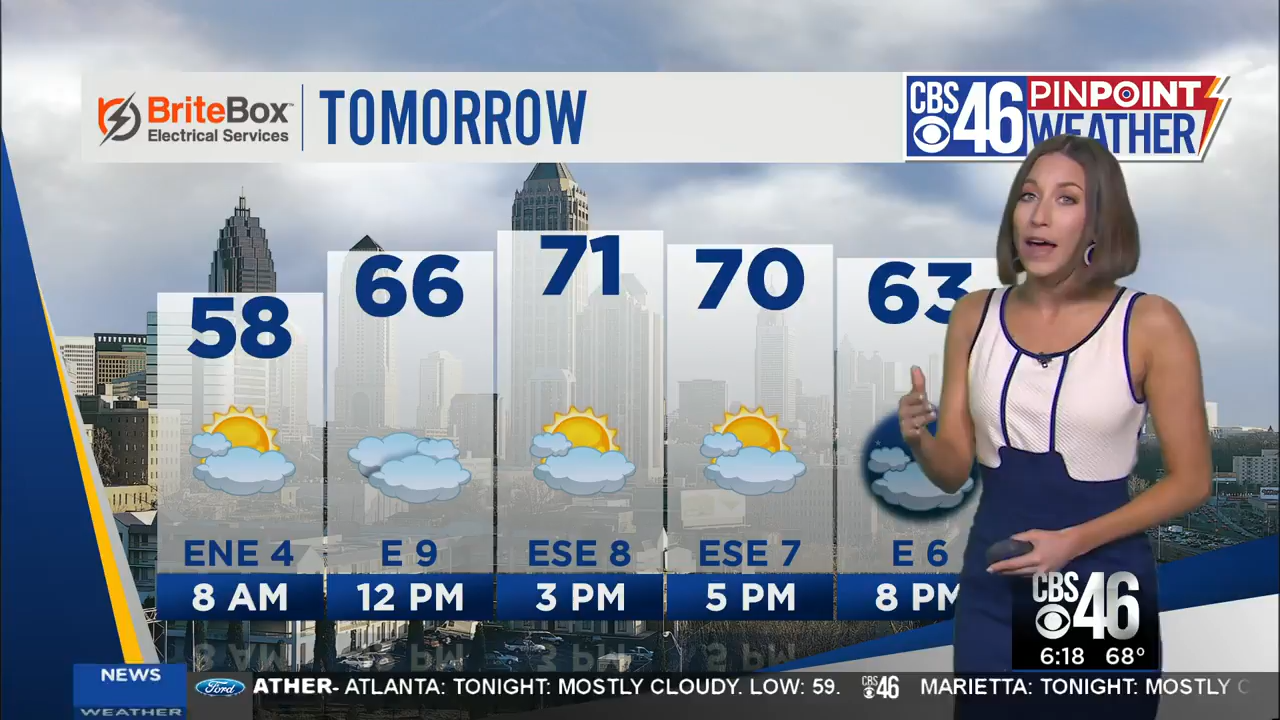 BriteBox™
Electrical Services
TOMORROW
CBS 46
PINPOINT
WEATHER
58
66
71
70
63
ENE 4
E 9
ESE 8
ESE 7
E 6
8 AM
12 PM
3 PM
5 PM
8 PM
CBS 46
6:18 68°
NEWS
WEATHER
Ford
ATHER- ATLANTA: TONIGHT: MOSTLY CLOUDY. LOW: 59. CBS 46 MARIETTA: TONIGHT: MOSTLY C